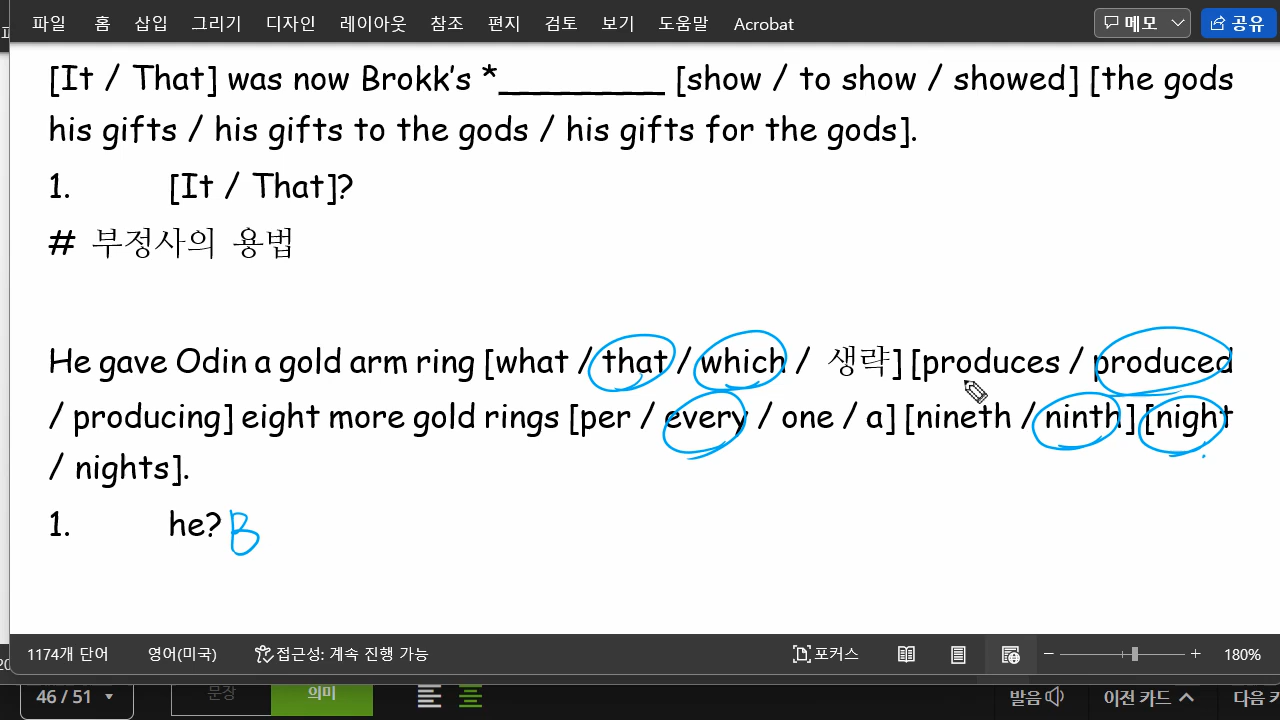 파일 홈 삽입 그리기 디자인 레이아웃 참조 편지 검토 보기 도움말 Acrobat 메모 공유
[It / That] was now Brokk's *__________ [show / to show / showed] [the gods
his gifts / his gifts to the gods / his gifts for the gods].
1. [It / That]?
# 부정사의 용법
He gave Odin a gold arm ring [what / that / which / 생략] [produces / produced
/ producing] eight more gold rings [per / every / one / a] [nineth / ninth] [night
/ nights].
1. he? B
1174개 단어 영어(미국) 접근성: 계속 진행 가능 포커스 180%
46 / 51 문장 의미 발음 이전 카드 다음